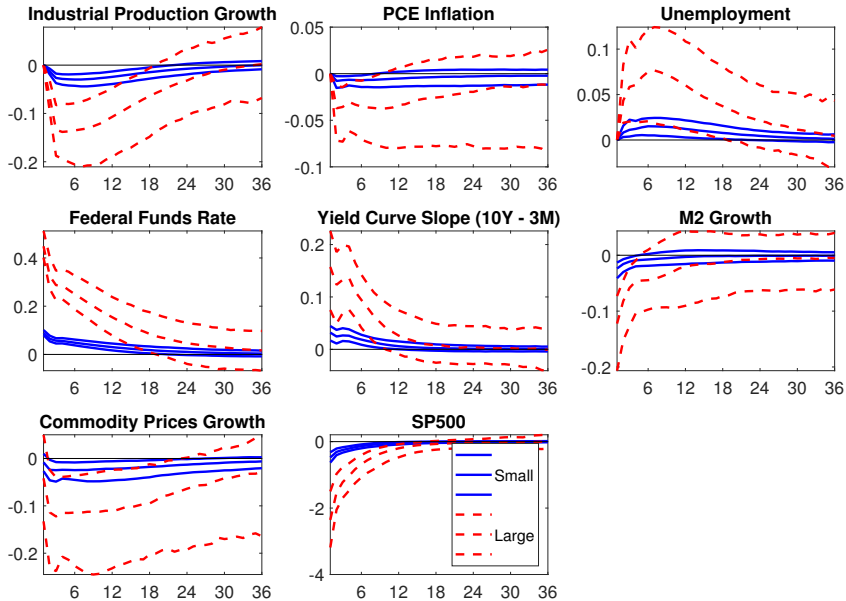 Industrial Production Growth
0
-0.1
-0.2
6 12 18 24 30 36
PCE Inflation
0.05
0
-0.05
-0.1
6 12 18 24 30 36
Unemployment
0.1
0.05
0
6 12 18 24 30 36
Federal Funds Rate
0.4
0.2
0
6 12 18 24 30 36
Yield Curve Slope (10Y - 3M)
0.2
0.1
0
6 12 18 24 30 36
M2 Growth
0
-0.1
-0.2
6 12 18 24 30 36
Commodity Prices Growth
0
-0.1
-0.2
6 12 18 24 30 36
SP500
0
-2
-4
6 12 18 24 30 36
Small
Large